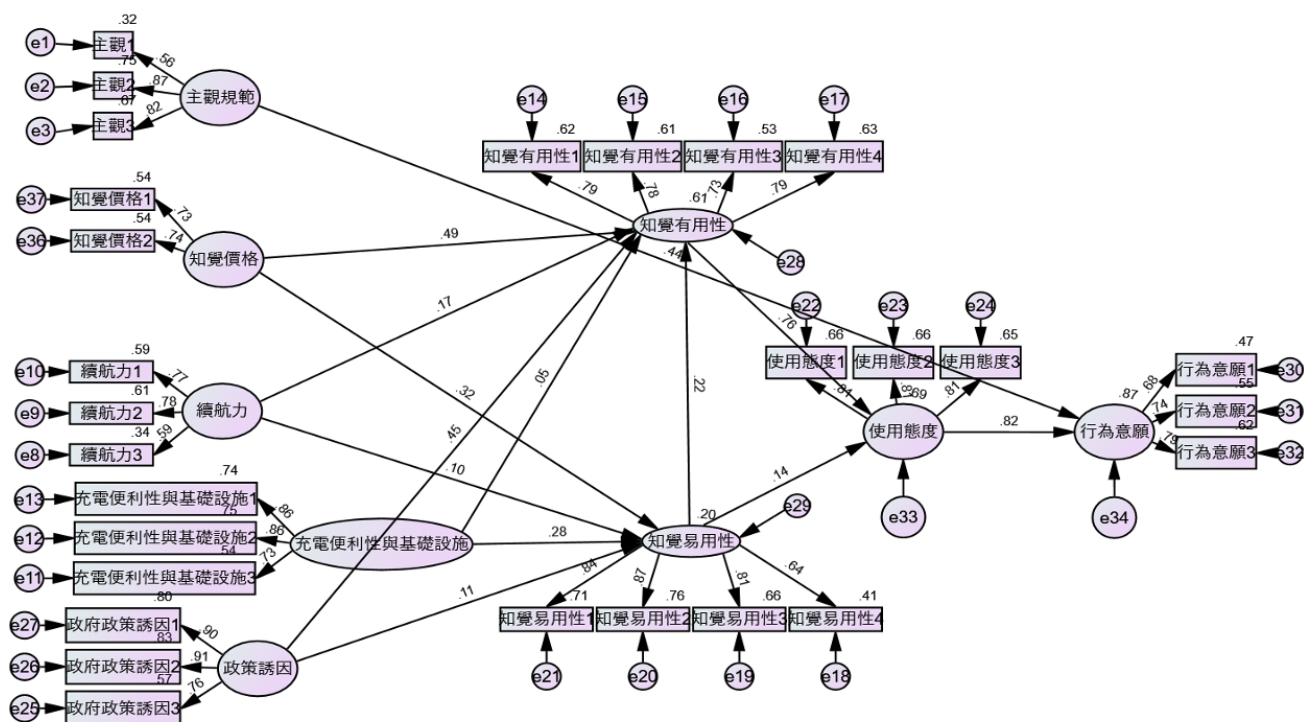 .32
e1
主觀1
.56
.75
e2
主觀2
.87
.67
e3
主觀3
.82
主觀規範
e14
e15
e16
e17
.62
.61
.53
.63
知覺有用性1
知覺有用性2
知覺有用性3
知覺有用性4
.79
.78
.73
.79
.61
知覺有用性
e28
.54
e37
知覺價格1
.73
.54
e36
知覺價格2
.74
知覺價格
.49
.44
.17
e22
e23
e24
.76
.66
.66
.65
使用態度1
使用態度2
使用態度3
.81
.69
.81
使用態度
.82
e33
.47
行為意願1
e30
.87
.68
.55
行為意願2
e31
.74
行為意願
.62
行為意願3
e32
.79
e34
.59
e10
續航力1
.77
.61
e9
續航力2
.78
續航力
.34
e8
續航力3
.59
.32
.05
.22
.45
.10
.14
.74
e13
充電便利性與基礎設施1
.86
.75
e12
充電便利性與基礎設施2
.86
充電便利性與基礎設施
.54
e11
充電便利性與基礎設施3
.73
.28
.20
知覺易用性
e29
.11
.84
.87
.81
.64
.71
.76
.66
.41
知覺易用性1
知覺易用性2
知覺易用性3
知覺易用性4
e21
e20
e19
e18
.80
e27
政府政策誘因1
.90
.83
e26
政府政策誘因2
.91
政策誘因
.57
e25
政府政策誘因3
.76